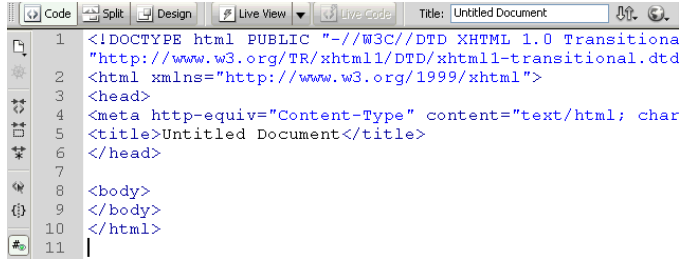 Code Split Design Live View Live Code Title: Untitled Document
1 <!DOCTYPE html PUBLIC "-//W3C//DTD XHTML 1.0 Transitiona
"http://www.w3.org/TR/xhtml1/DTD/xhtml1-transitional.dtd
2 <html xmlns="http://www.w3.org/1999/xhtml">
3 <head>
4 <meta http-equiv="Content-Type" content="text/html; char
5 <title>Untitled Document</title>
6 </head>
7
8 <body>
9 </body>
10 </html>
11